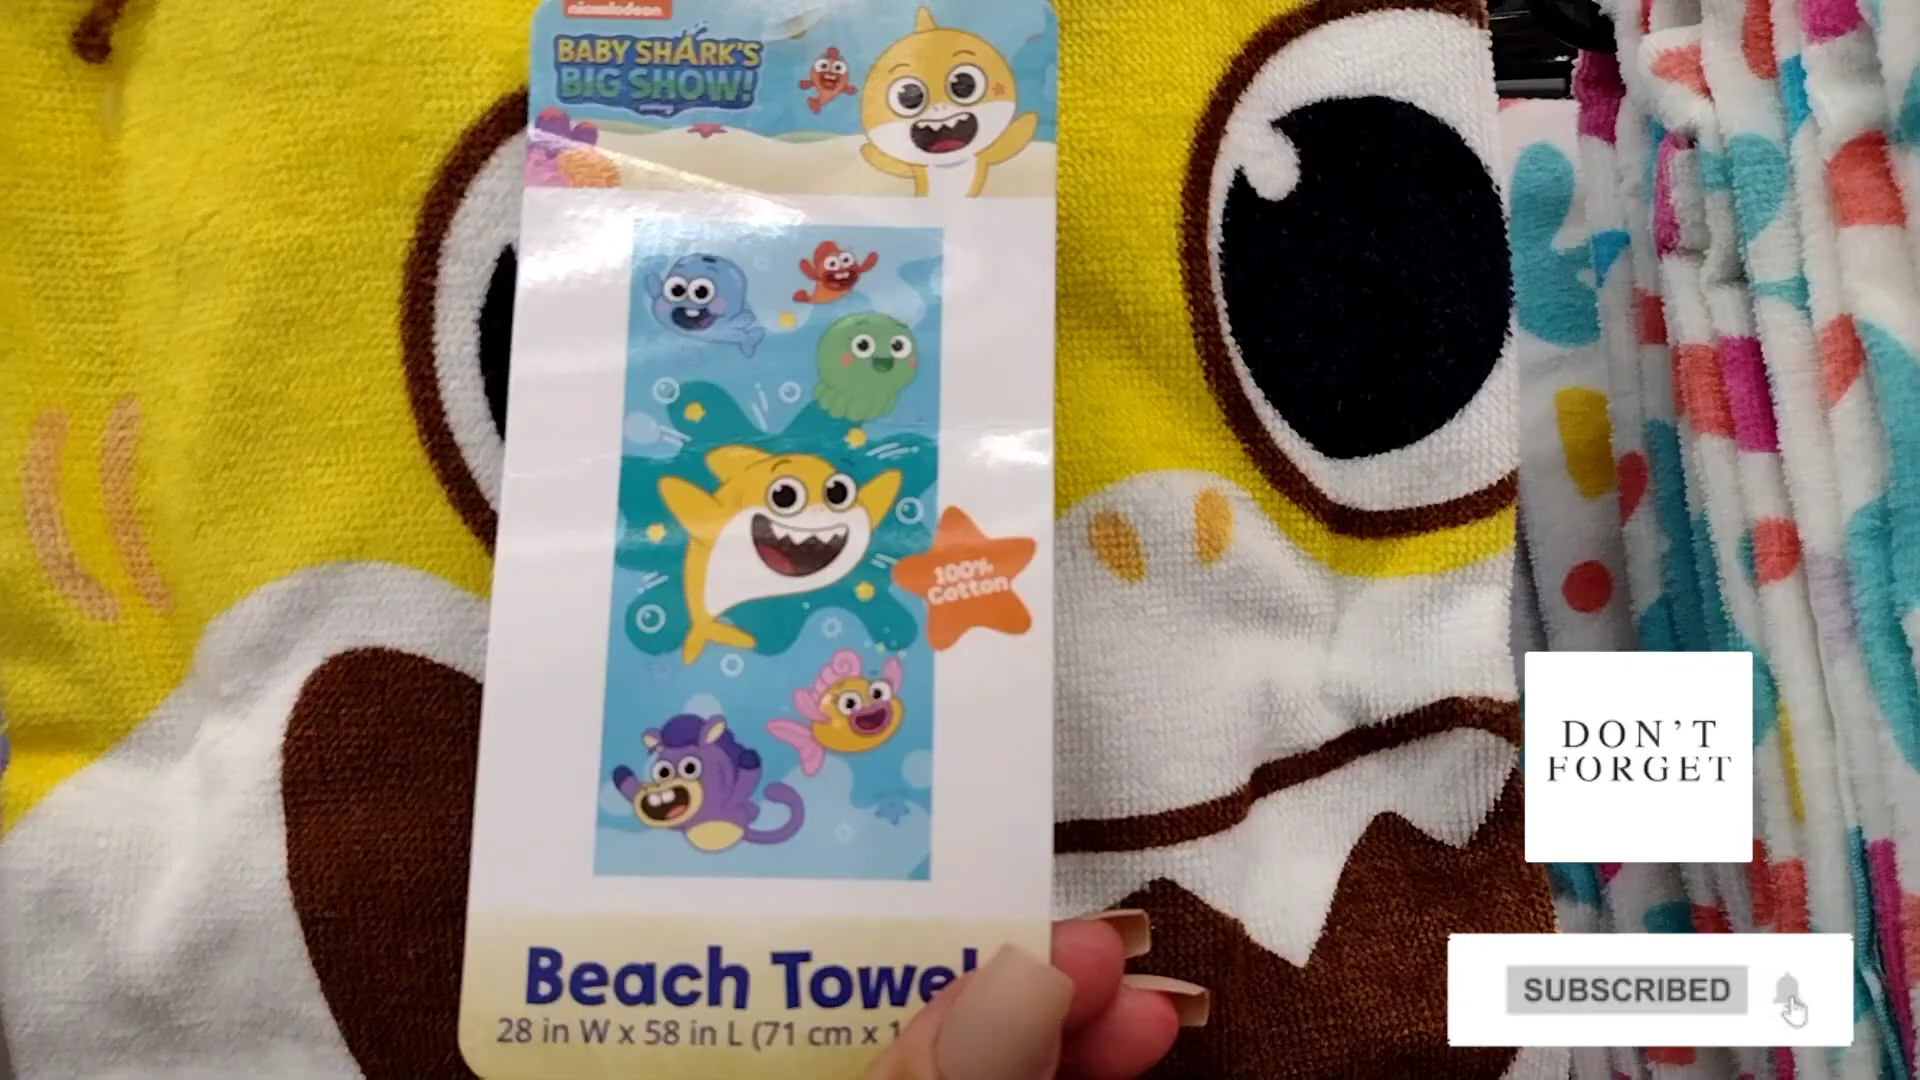 nickelodeon
BABY SHARK'S
BIG SHOW!
100%
Cotton
Beach Towel
28 in W x 58 in L (71 cm x 1
DON'T
FORGET
SUBSCRIBED